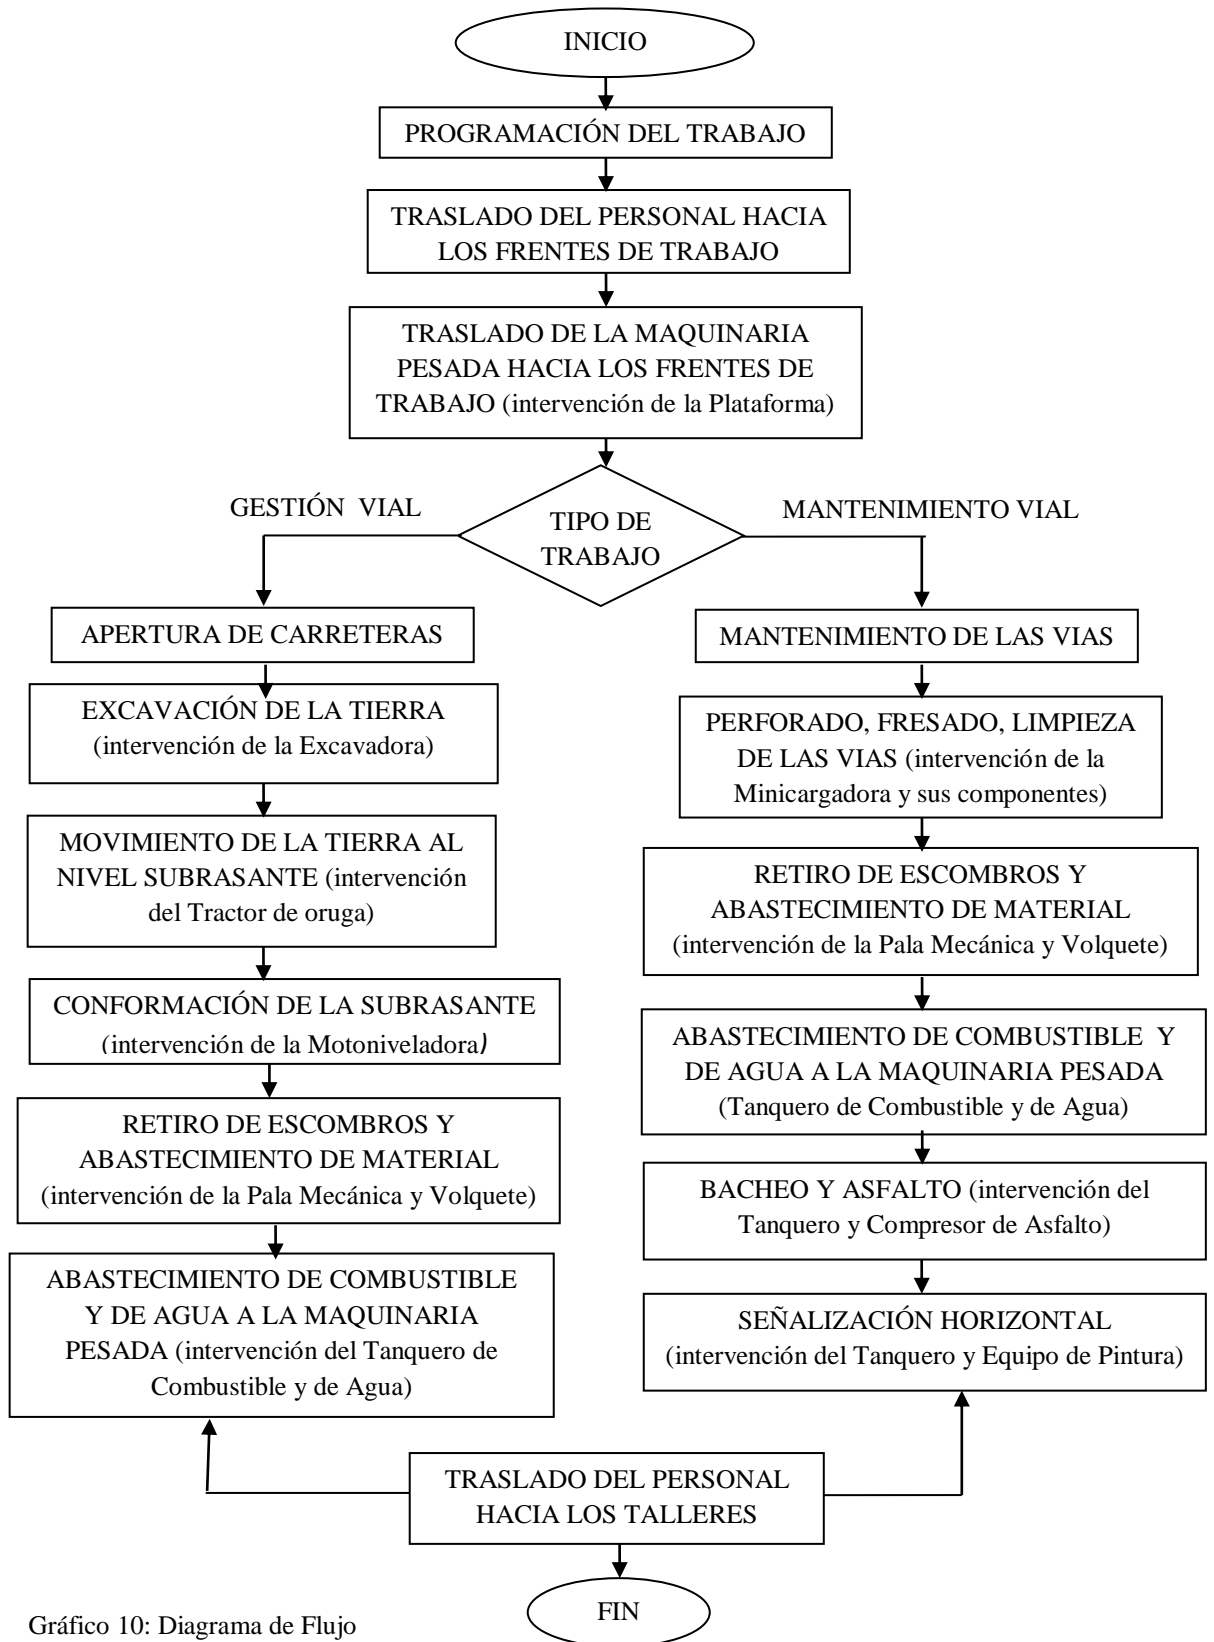 INICIO
PROGRAMACIÓN DEL TRABAJO
TRASLADO DEL PERSONAL HACIA
LOS FRENTES DE TRABAJO
TRASLADO DE LA MAQUINARIA
PESADA HACIA LOS FRENTES DE
TRABAJO (intervención de la Plataforma)
TIPO DE
TRABAJO
GESTIÓN  VIAL
APERTURA DE CARRETERAS
EXCAVACIÓN DE LA TIERRA
(intervención de la Excavadora)
MOVIMIENTO DE LA TIERRA AL
NIVEL SUBRASANTE (intervención
del Tractor de oruga)
CONFORMACIÓN DE LA SUBRASANTE
(intervención de la Motoniveladora)
RETIRO DE ESCOMBROS Y
ABASTECIMIENTO DE MATERIAL
(intervención de la Pala Mecánica y Volquete)
ABASTECIMIENTO DE COMBUSTIBLE
Y DE AGUA A LA MAQUINARIA
PESADA (intervención del Tanquero de
Combustible y de Agua)
MANTENIMIENTO VIAL
MANTENIMIENTO DE LAS VIAS
PERFORADO, FRESADO, LIMPIEZA
DE LAS VIAS (intervención de la
Minicargadora y sus componentes)
RETIRO DE ESCOMBROS Y
ABASTECIMIENTO DE MATERIAL
(intervención de la Pala Mecánica y Volquete)
ABASTECIMIENTO DE COMBUSTIBLE  Y
DE AGUA A LA MAQUINARIA PESADA
(Tanquero de Combustible y de Agua)
BACHEO Y ASFALTO (intervención del
Tanquero y Compresor de Asfalto)
SEÑALIZACIÓN HORIZONTAL
(intervención del Tanquero y Equipo de Pintura)
TRASLADO DEL PERSONAL
HACIA LOS TALLERES
FIN
Gráfico 10: Diagrama de Flujo